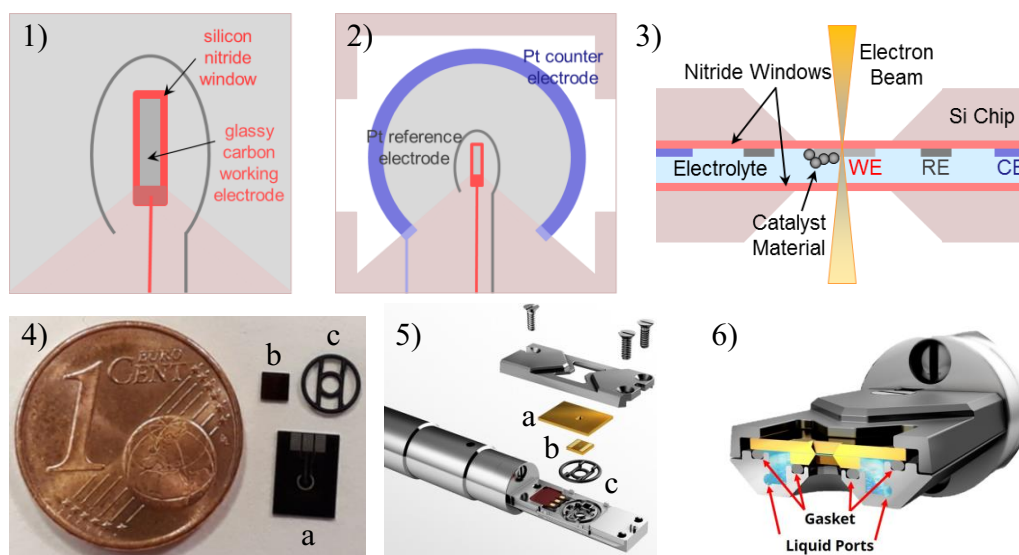 1)
silicon
nitride
window
glassy
carbon
working
electrode
2)
Pt counter
electrode
Pt reference
electrode
3)
Electron
Beam
Nitride Windows
Si Chip
Electrolyte
WE
RE
CE
Catalyst
Material
4)
b
c
1
EURO
CENT
a
5)
a
b
c
6)
Gasket
Liquid Ports